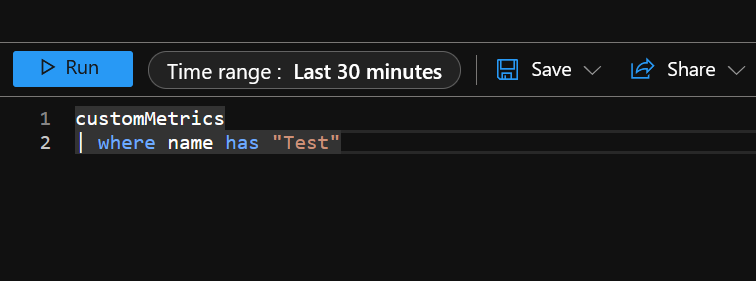 Run Time range : Last 30 minutes Save Share
1 customMetrics
2 | where name has "Test"